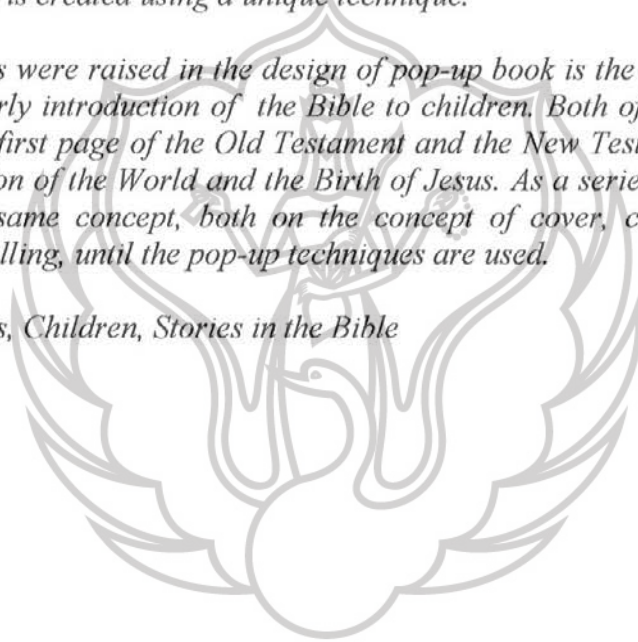 is created using a unique technique.
s were raised in the design of pop-up book is the
rly introduction of the Bible to children. Both of
first page of the Old Testament and the New Tes
on of the World and the Birth of Jesus. As a serie
same concept, both on the concept of cover, c
lling, until the pop-up techniques are used.
s, Children, Stories in the Bible